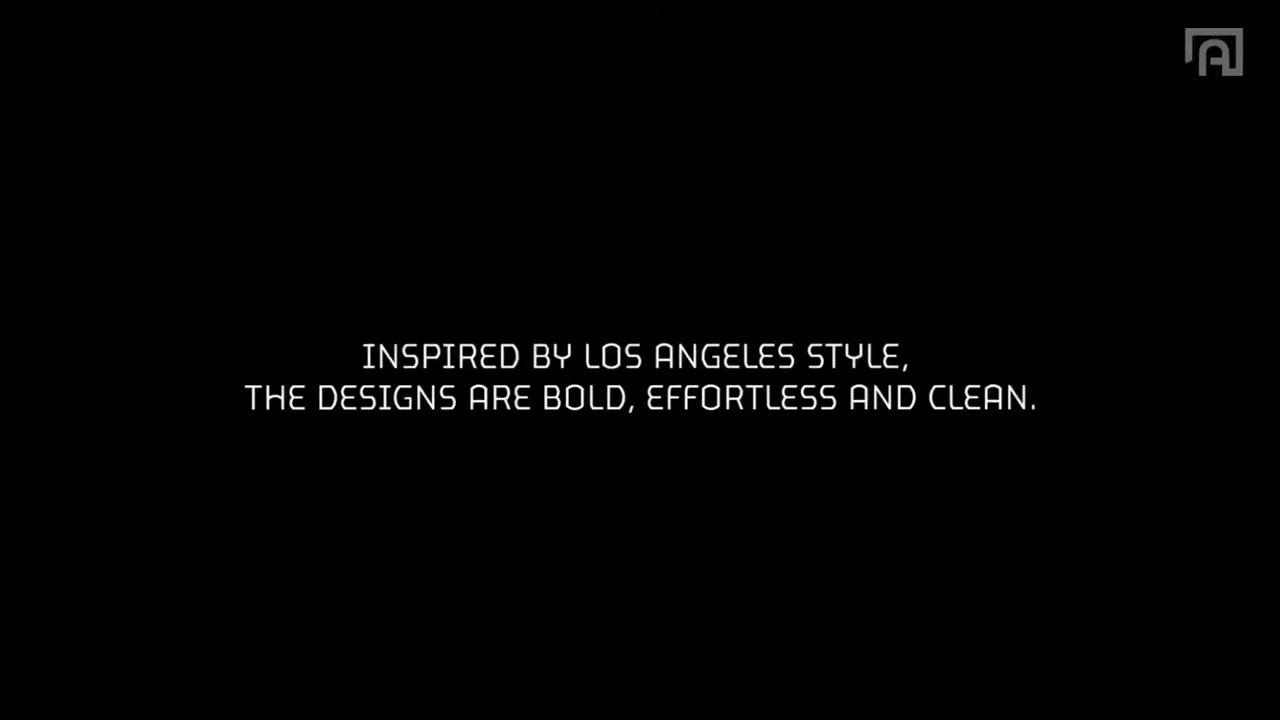 INSPIRED BY LOS ANGELES STYLE,
THE DESIGNS ARE BOLD, EFFORTLESS AND CLEAN.